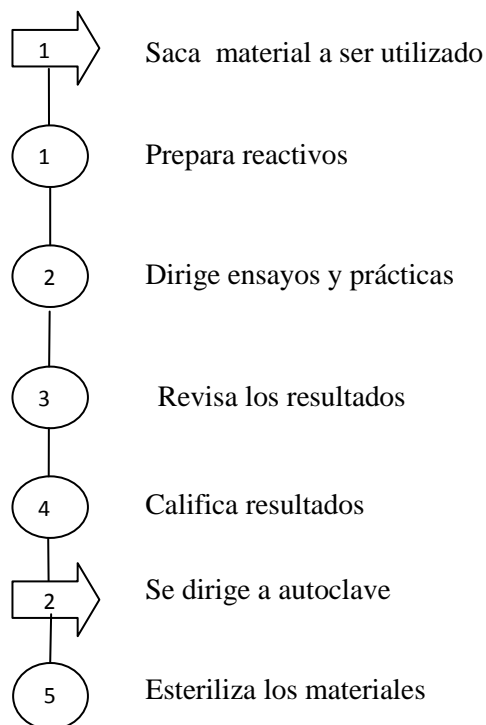 1 Saca material a ser utilizado
1 Prepara reactivos
2 Dirige ensayos y prácticas
3 Revisa los resultados
4 Califica resultados
2 Se dirige a autoclave
5 Esteriliza los materiales